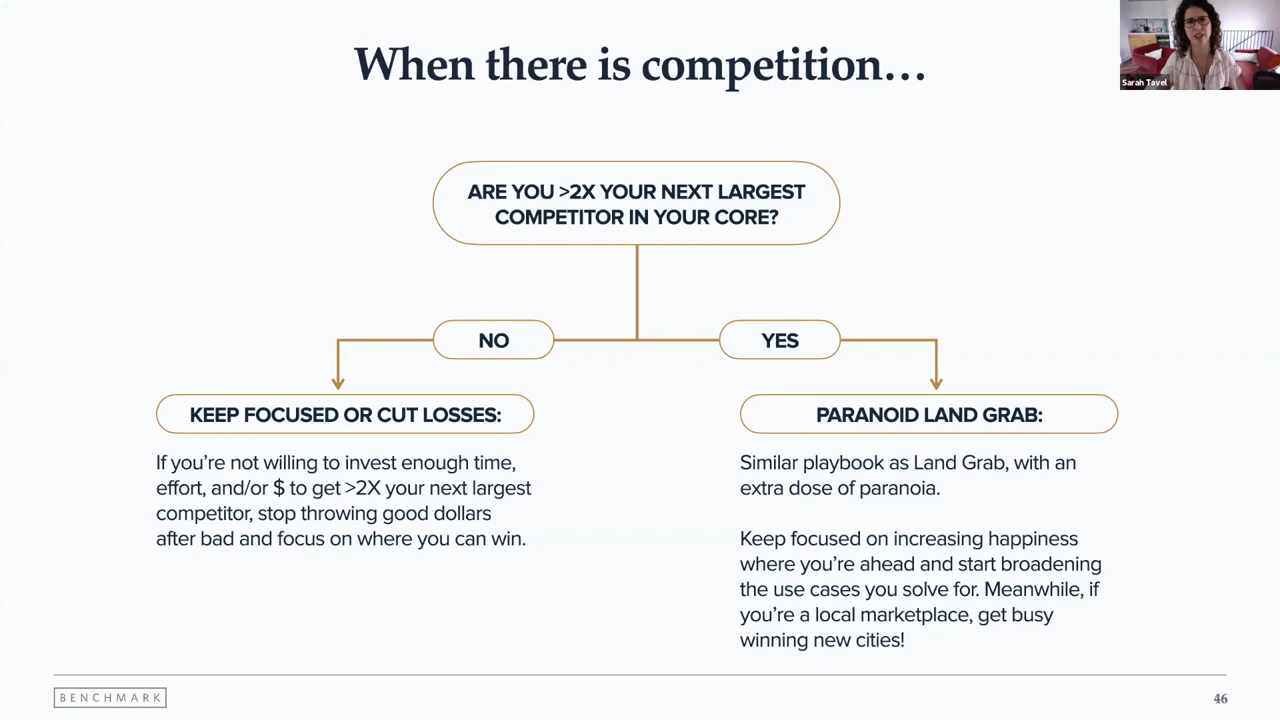 When there is competition…
Sarah Tavel
ARE YOU >2X YOUR NEXT LARGEST
COMPETITOR IN YOUR CORE?
NO
YES
KEEP FOCUSED OR CUT LOSSES:
If you’re not willing to invest enough time,
effort, and/or $ to get >2X your next largest
competitor, stop throwing good dollars
after bad and focus on where you can win.
PARANOID LAND GRAB:
Similar playbook as Land Grab, with an
extra dose of paranoia.
Keep focused on increasing happiness
where you’re ahead and start broadening
the use cases you solve for. Meanwhile, if
you’re a local marketplace, get busy
winning new cities!
BENCHMARK
46